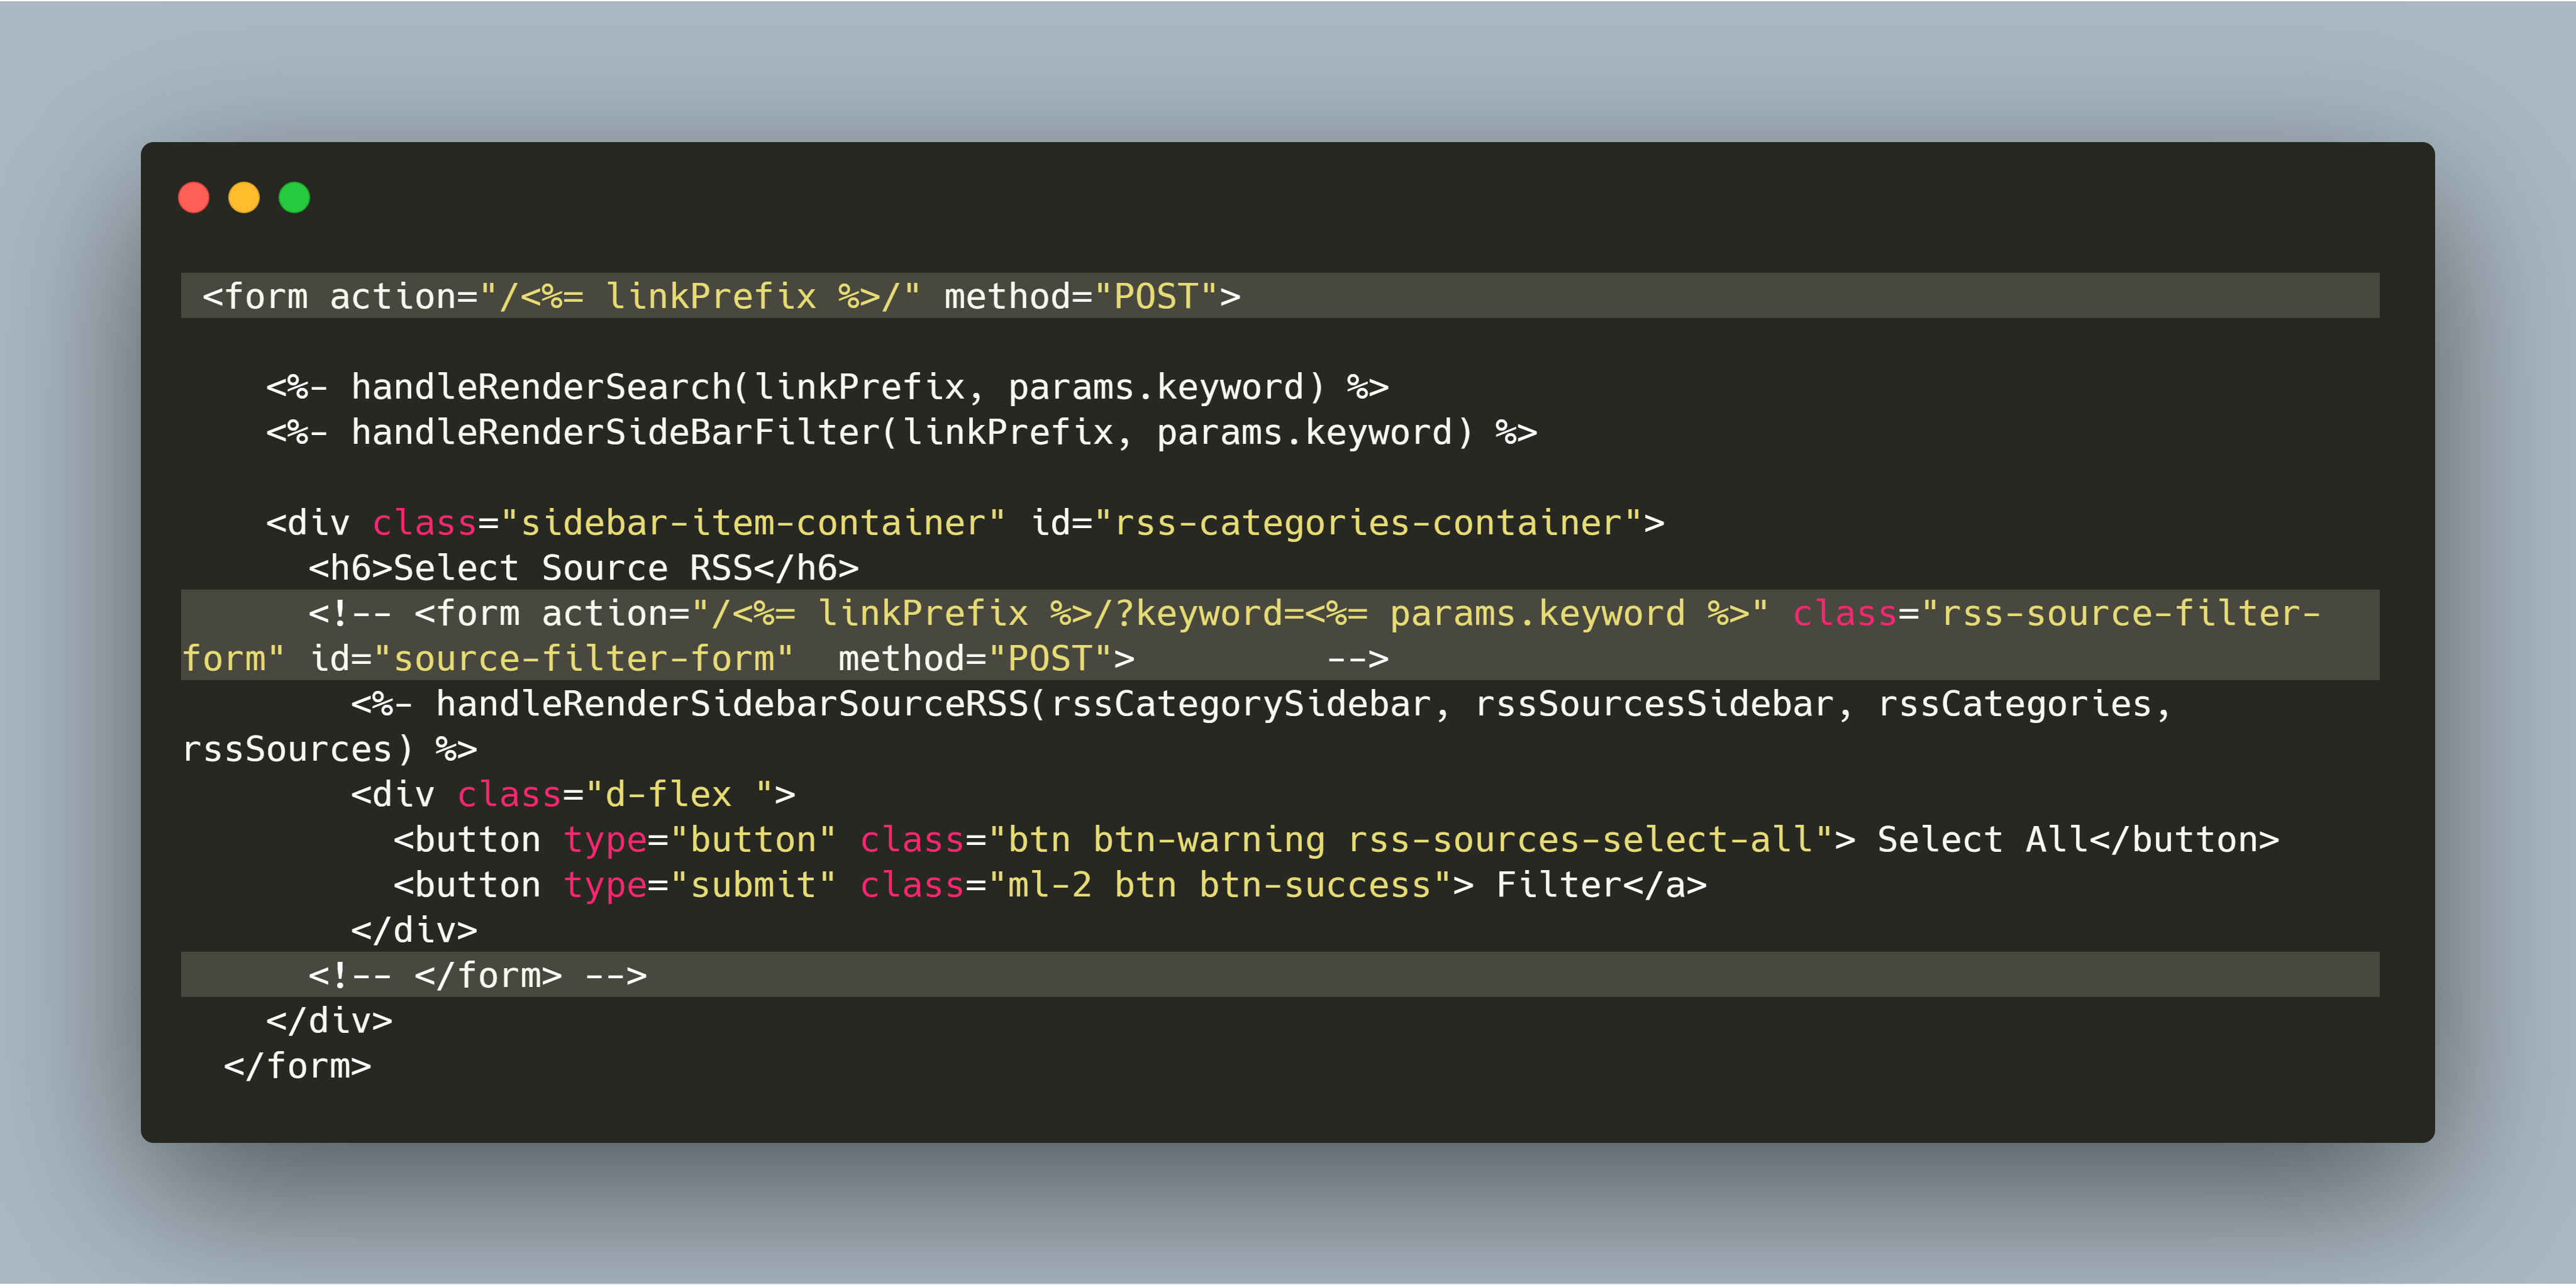 <form action="/<%= linkPrefix %>/" method="POST">
<%- handleRenderSearch(linkPrefix, params.keyword) %>
<%- handleRenderSideBarFilter(linkPrefix, params.keyword) %>
<div class="sidebar-item-container" id="rss-categories-container">
<h6>Select Source RSS</h6>
<!-- <form action="/<%= linkPrefix %>/?keyword=<%= params.keyword %>" class="rss-source-filter-
form" id="source-filter-form"  method="POST">         -->
<%- handleRenderSidebarSourceRSS(rssCategorySidebar, rssSourcesSidebar, rssCategories,
rssSources) %>
<div class="d-flex ">
<button type="button" class="btn btn-warning rss-sources-select-all"> Select All</button>
<button type="submit" class="ml-2 btn btn-success"> Filter</a>
</div>
<!-- </form> -->
</div>
</form>